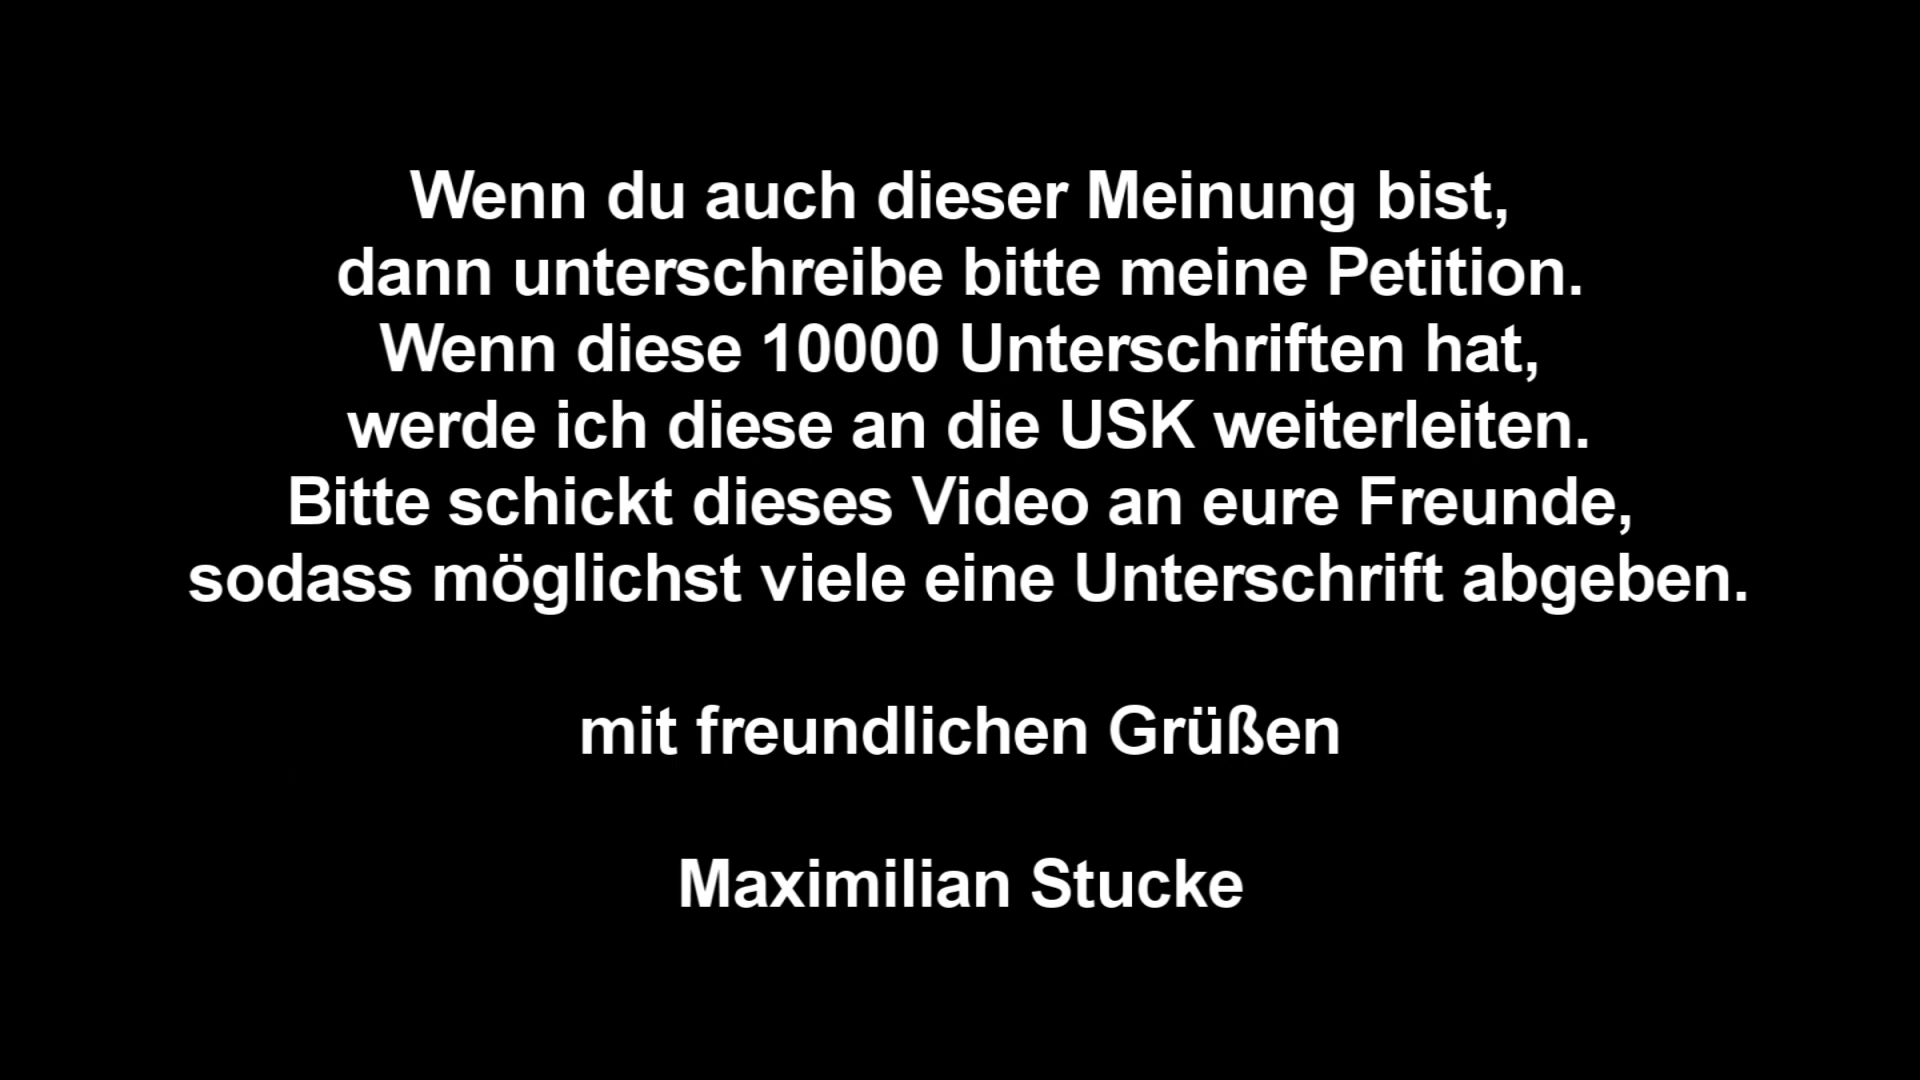 Wenn du auch dieser Meinung bist,
dann unterschreibe bitte meine Petition.
Wenn diese 10000 Unterschriften hat,
werde ich diese an die USK weiterleiten.
Bitte schickt dieses Video an eure Freunde,
sodass möglichst viele eine Unterschrift abgeben.
mit freundlichen Grüßen
Maximilian Stucke